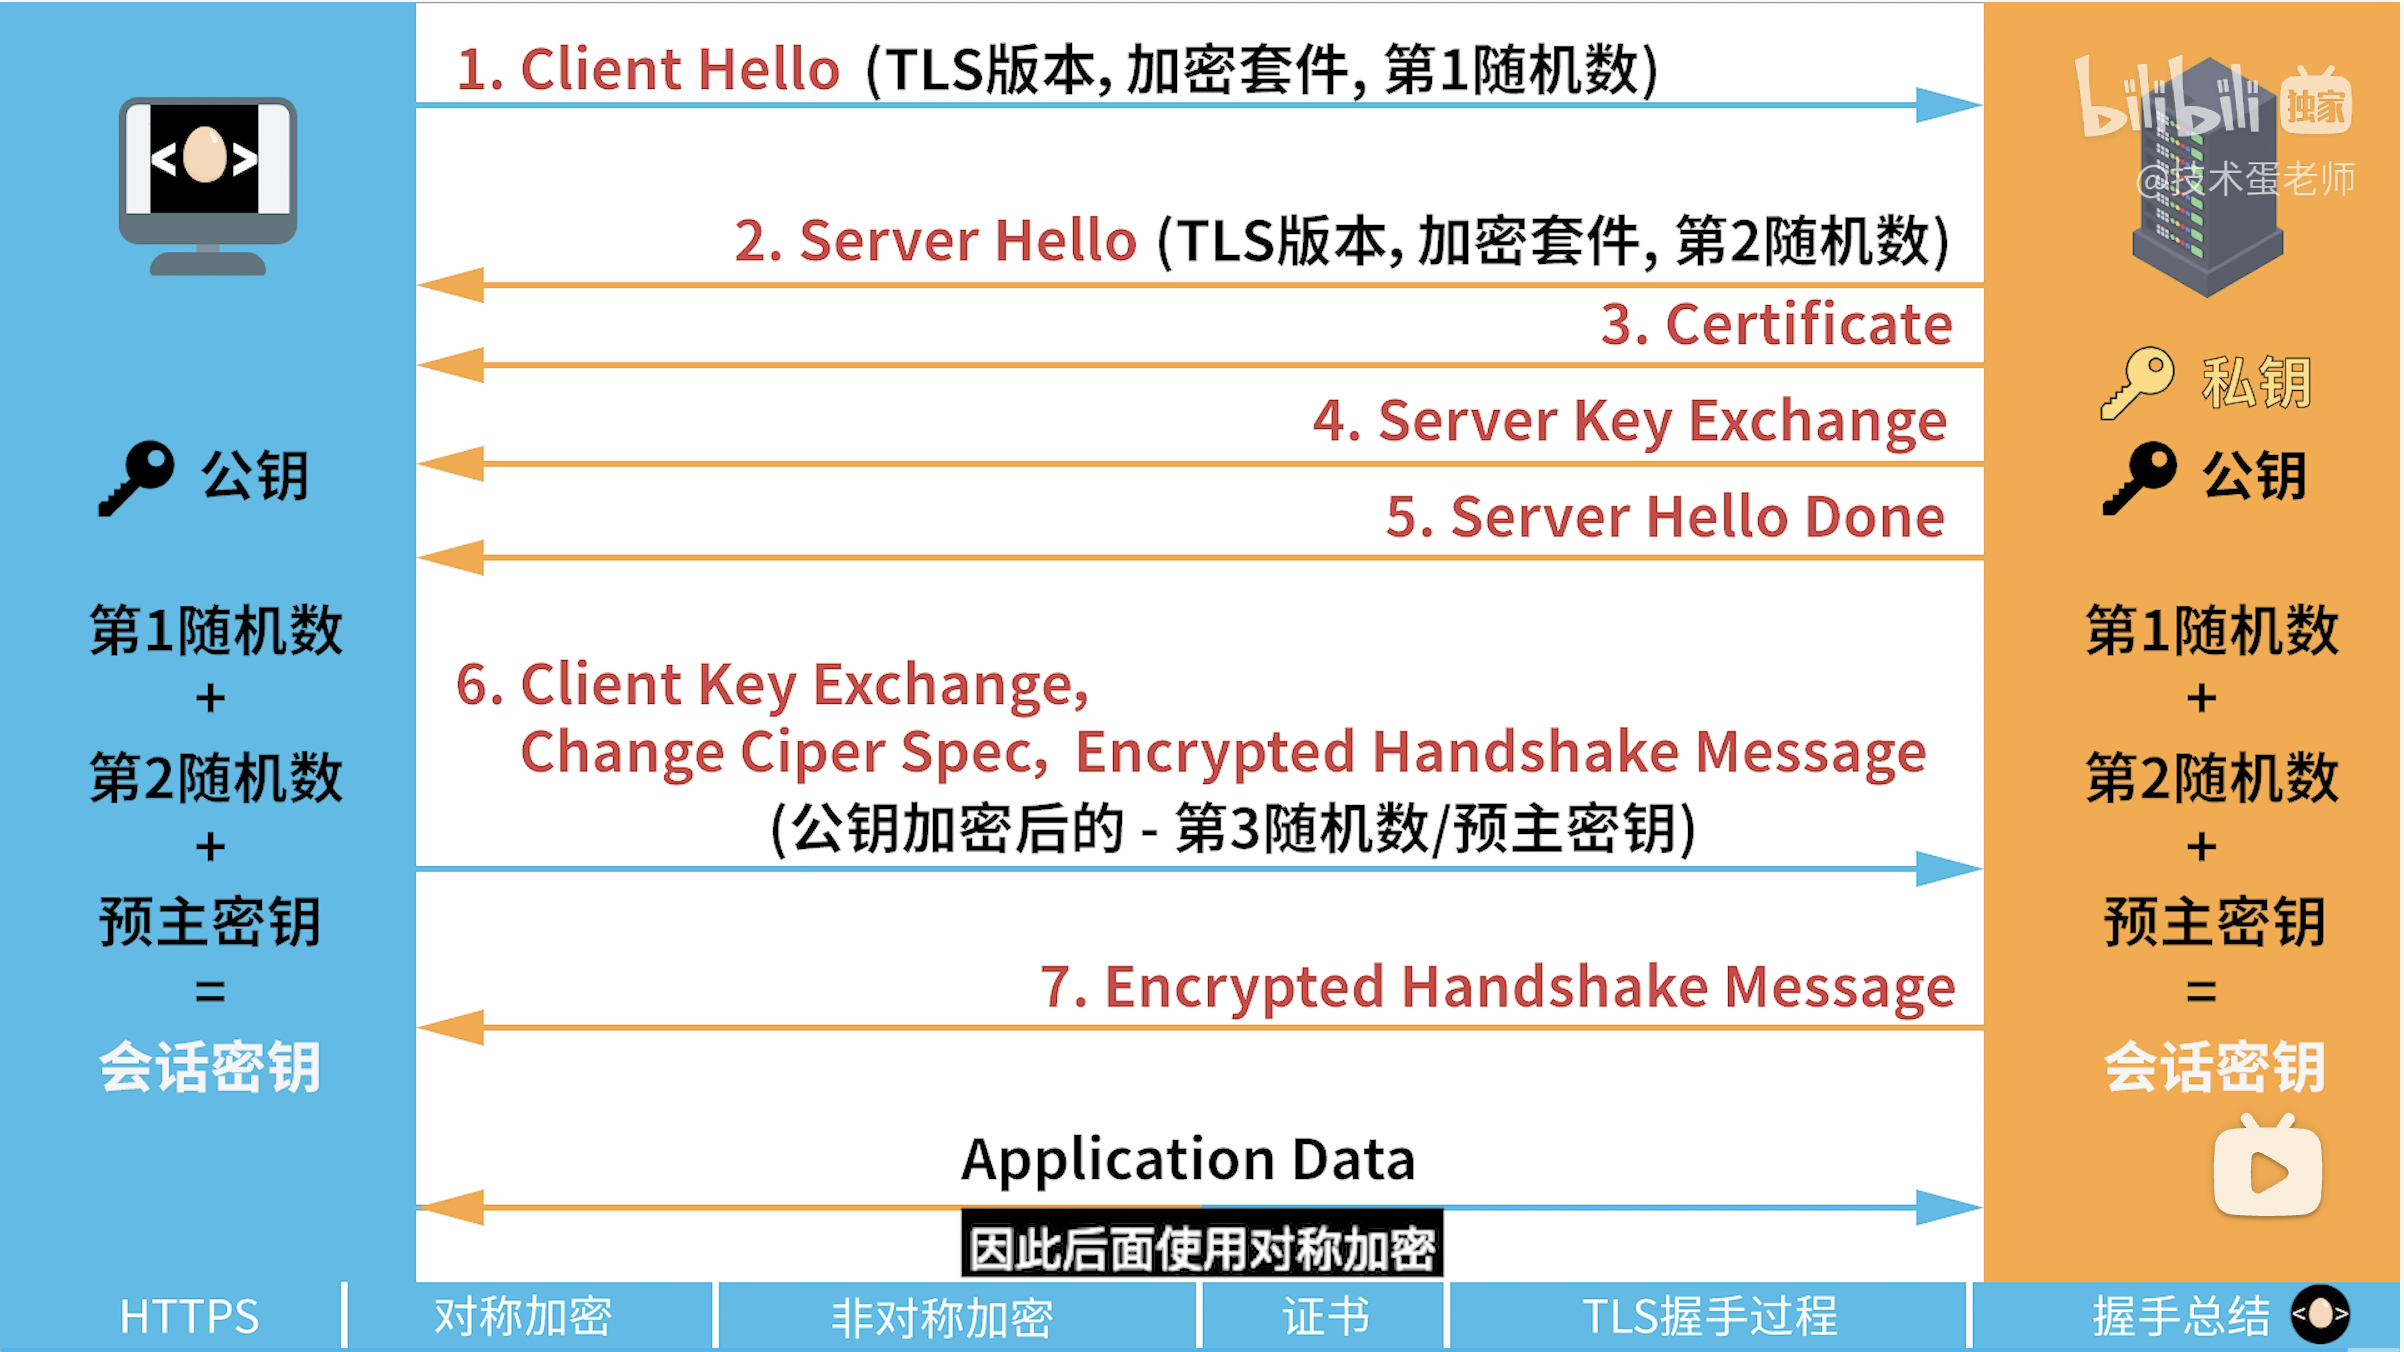 1. Client Hello (TLS版本, 加密套件, 第1随机数)
bilibili 独家
@技术蛋老师
< >
2. Server Hello (TLS版本, 加密套件, 第2随机数)
3. Certificate
私钥
4. Server Key Exchange
公钥
公钥
5. Server Hello Done
第1随机数
+
第2随机数
+
预主密钥
=
会话密钥
6. Client Key Exchange,
Change Ciper Spec, Encrypted Handshake Message
(公钥加密后的 - 第3随机数/预主密钥)
7. Encrypted Handshake Message
第1随机数
+
第2随机数
+
预主密钥
=
会话密钥
Application Data
因此后面使用对称加密
HTTPS
对称加密
非对称加密
证书
TLS握手过程
握手总结
< >